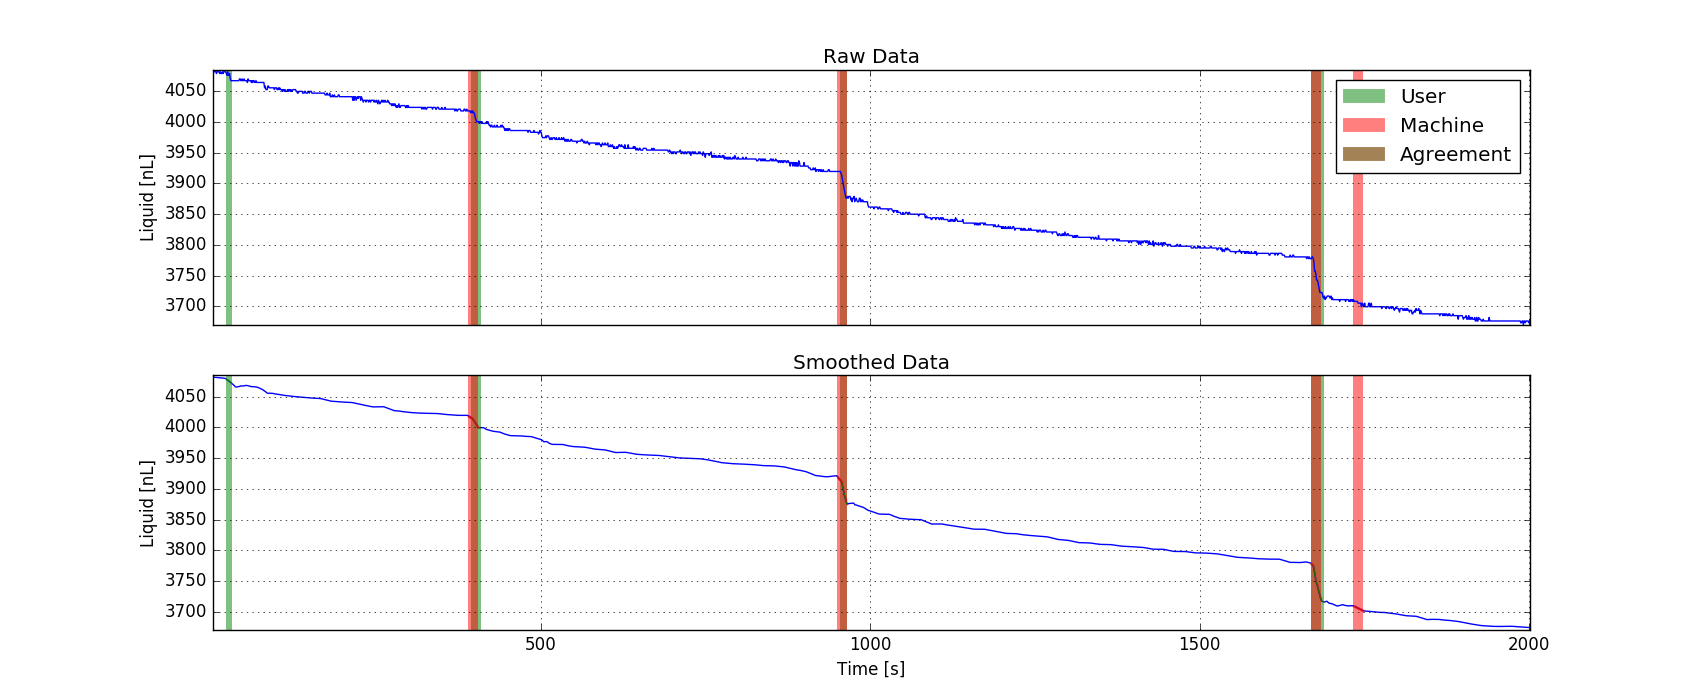 Raw Data
4050
4000
3950
3900
3850
3800
3750
3700
Liquid [nL]
User
Machine
Agreement
Smoothed Data
4050
4000
3950
3900
3850
3800
3750
3700
Liquid [nL]
500 1000 1500 2000
Time [s]